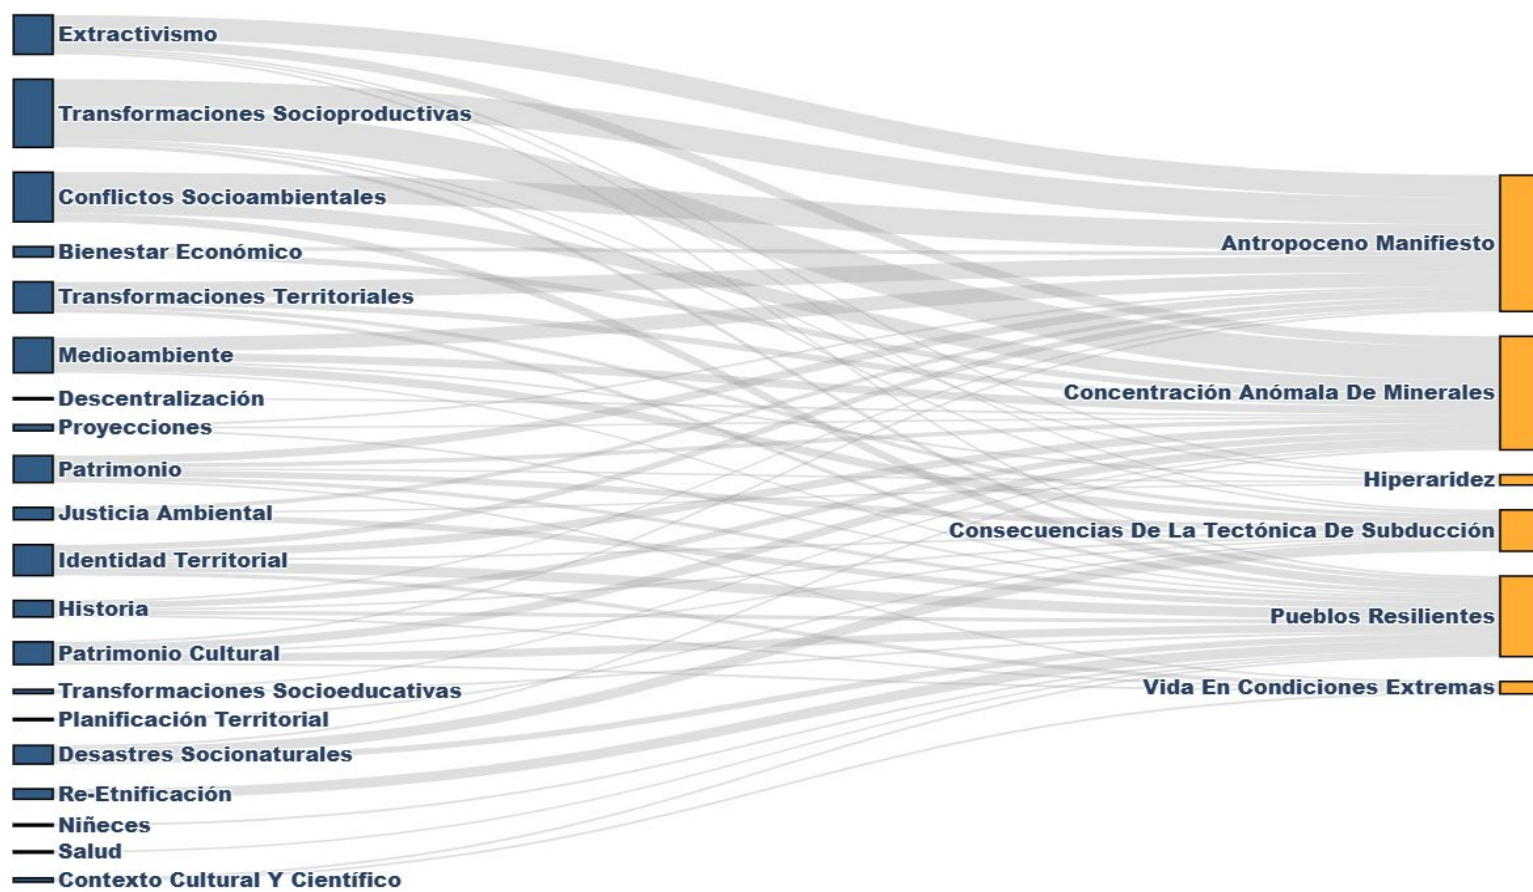 Extractivismo
Transformaciones Socioproductivas
Conflictos Socioambientales
Bienestar Económico
Transformaciones Territoriales
Medioambiente
Descentralización
Proyecciones
Patrimonio
Justicia Ambiental
Identidad Territorial
Historia
Patrimonio Cultural
Transformaciones Socioeducativas
Planificación Territorial
Desastres Socionaturales
Re-Etnificación
Niñeces
Salud
Contexto Cultural Y Científico
Antropoceno Manifiesto
Concentración Anómala De Minerales
Hiperaridez
Consecuencias De La Tectónica De Subducción
Pueblos Resilientes
Vida En Condiciones Extremas